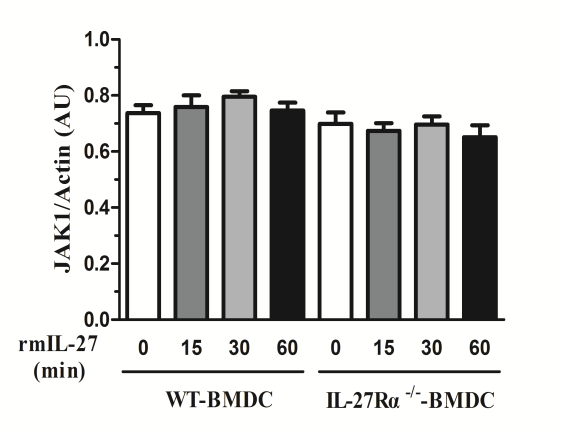 1.0
0.8
0.6
0.4
0.2
0.0
JAK1/Actin (AU)
rmIL-27 0 15 30 60 0 15 30 60
(min)
WT-BMDC IL-27Rα -/- -BMDC